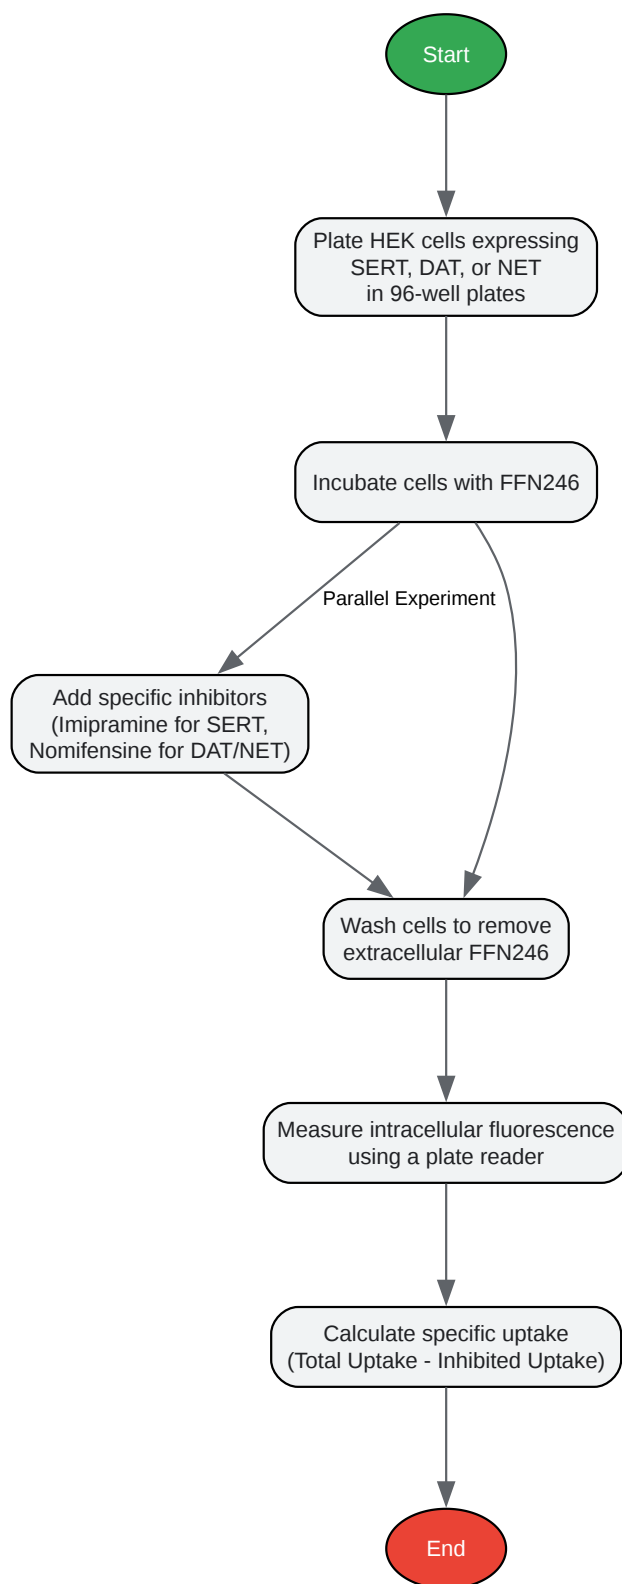 Start
Plate HEK cells expressing
SERT, DAT, or NET
in 96-well plates
Incubate cells with FFN246
Parallel Experiment
Add specific inhibitors
(Imipramine for SERT,
Nomifensine for DAT/NET)
Wash cells to remove
extracellular FFN246
Measure intracellular fluorescence
using a plate reader
Calculate specific uptake
(Total Uptake - Inhibited Uptake)
End